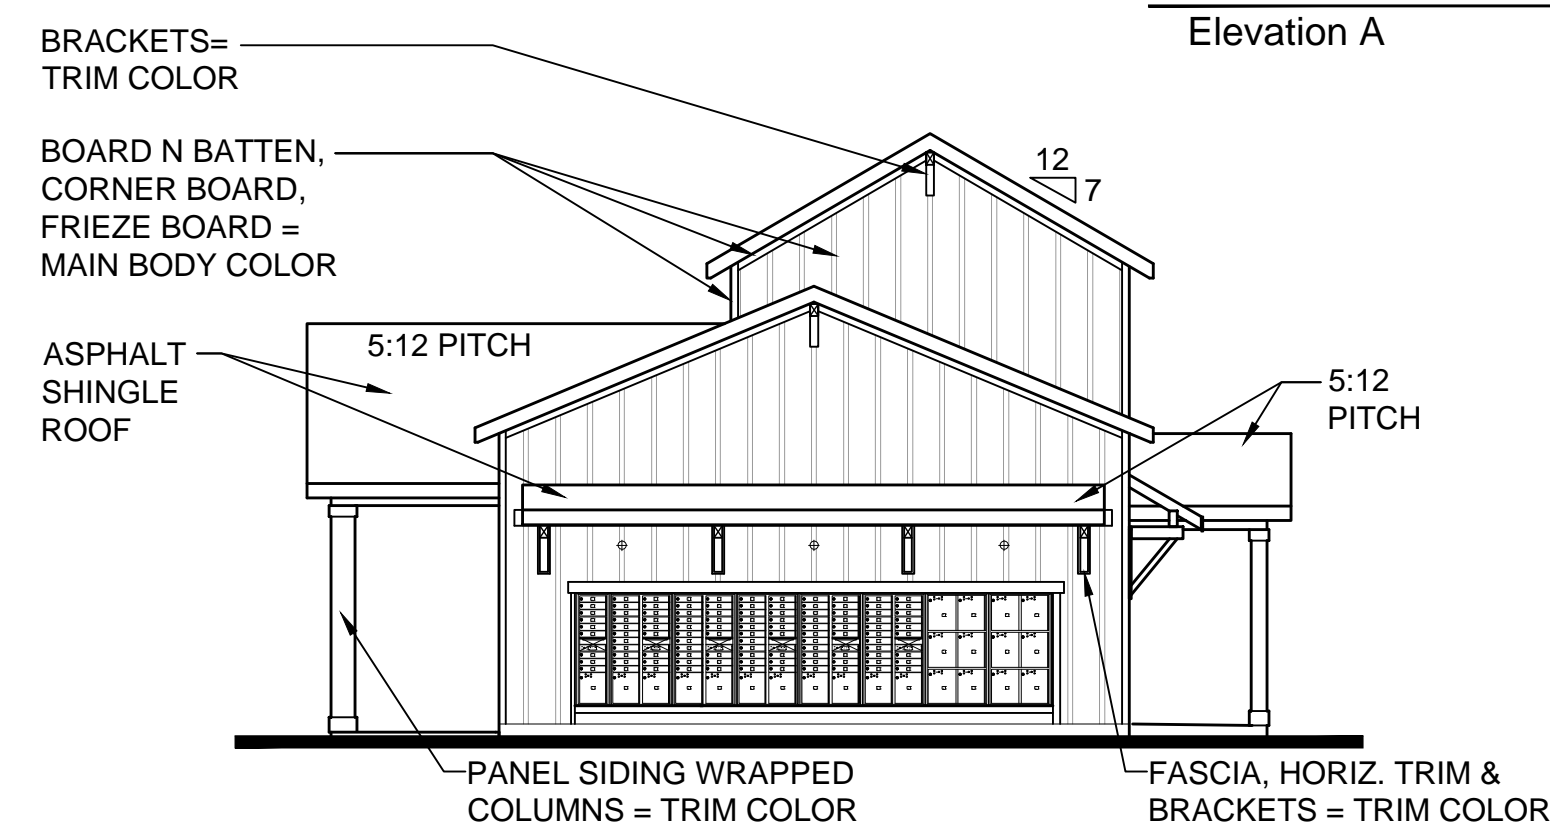 Elevation A
BRACKETS=
TRIM COLOR
BOARD N BATTEN,
CORNER BOARD,
FRIEZE BOARD =
MAIN BODY COLOR
12
7
5:12 PITCH
ASPHALT
SHINGLE
ROOF
5:12
PITCH
PANEL SIDING WRAPPED
COLUMNS = TRIM COLOR
FASCIA, HORIZ. TRIM &
BRACKETS = TRIM COLOR